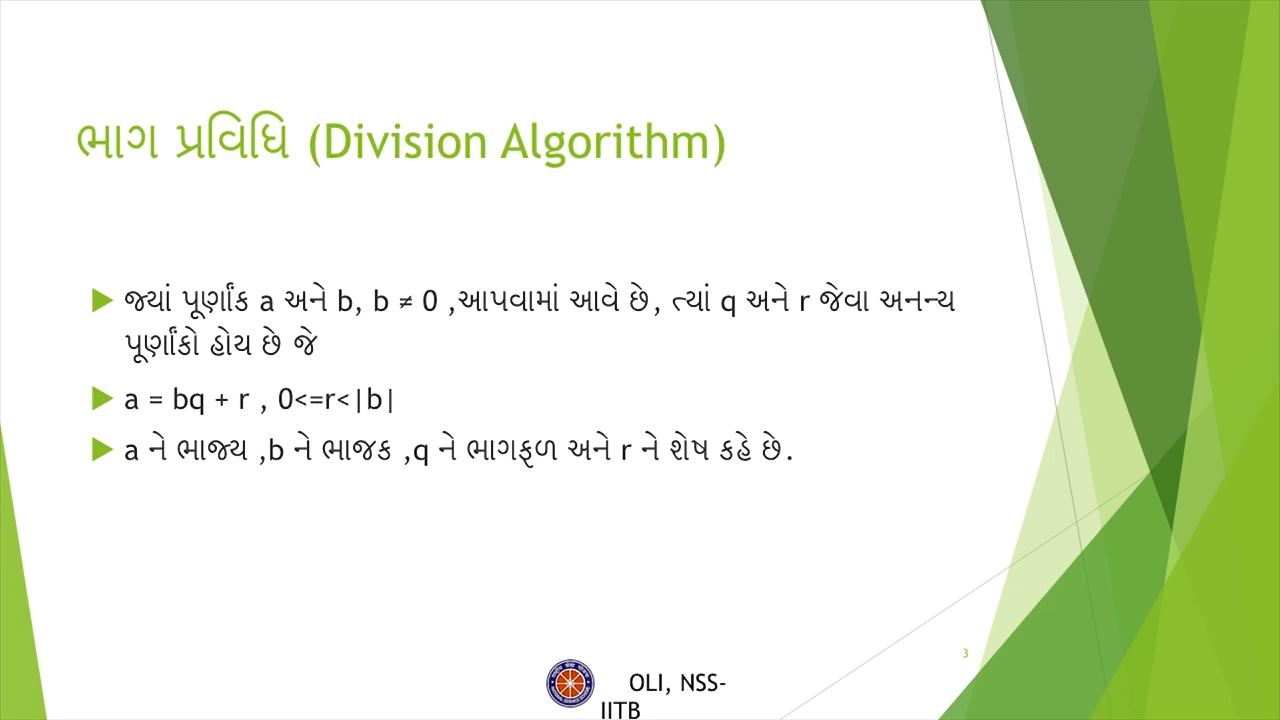 ભાગ પ્રવિધિ (Division Algorithm)
જ્યાં પૂર્ણાંક a અને b, b ≠ 0 ,આપવામાં આવે છે, ત્યાં q અને r જેવા અનન્ય
પૂર્ણાંકો હોય છે જે
a = bq + r , 0<=r<|b|
a ને ભાજ્ય ,b ને ભાજક ,q ને ભાગફળ અને r ને શેષ કહે છે.
3
OLI, NSS-
IITB